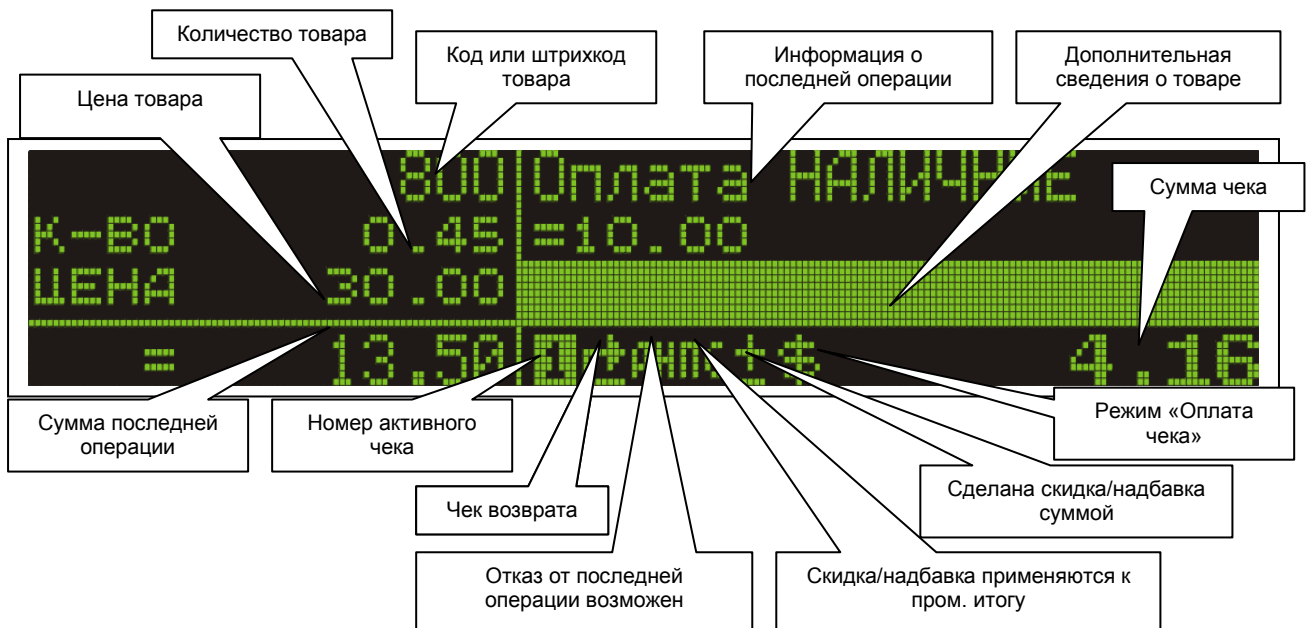 Количество товара
Код или штрихкод
товара
Информация о
последней операции
Дополнительная
сведения о товаре
Цена товара
Сумма чека
800
Оплата НАЛИЧНЫЕ
К-ВО 0.45
=10.00
ЦЕНА 30.00
= 13.50
$ 4.16
Сумма последней
операции
Номер активного
чека
Режим «Оплата
чека»
Чек возврата
Сделана скидка/надбавка
суммой
Отказ от последней
операции возможен
Скидка/надбавка применяются к
пром. итогу